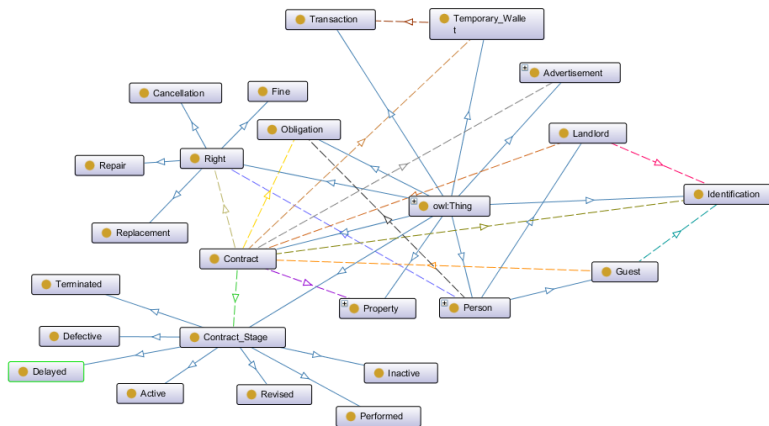 Transaction
Temporary_Walle
t
Advertisement
Cancellation
Fine
Obligation
Landlord
Repair
Right
Identification
owl:Thing
Replacement
Contract
Guest
Terminated
Property
Person
Defective
Contract_Stage
Delayed
Inactive
Active
Revised
Performed